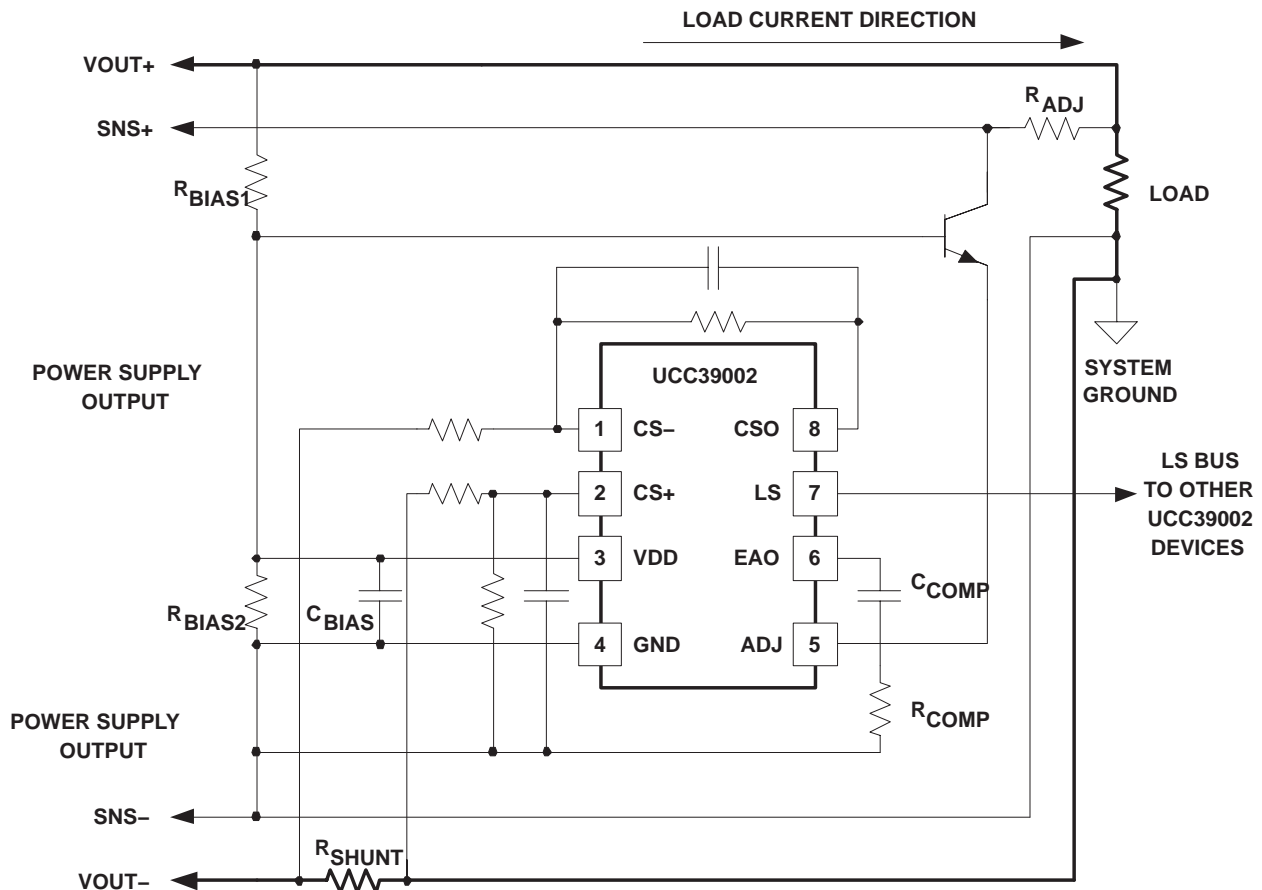 LOAD CURRENT DIRECTION
VOUT+
RADJ
SNS+
RBIAS1
LOAD
POWER SUPPLY
OUTPUT
UCC39002
SYSTEM
GROUND
1 CS– CSO 8
2 CS+ LS 7
LS BUS
TO OTHER
UCC39002
DEVICES
3 VDD EAO 6
CCOMP
RBIAS2
CBIAS
4 GND ADJ 5
RCOMP
POWER SUPPLY
OUTPUT
SNS–
RSHUNT
VOUT–